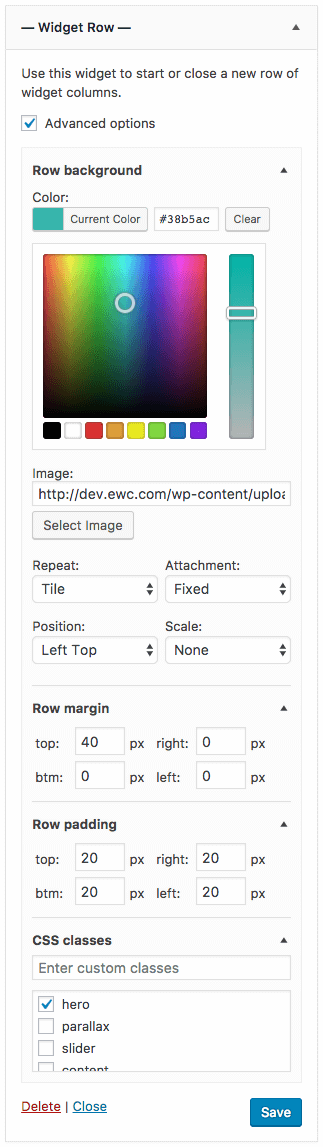 — Widget Row —
Use this widget to start or close a new row of
widget columns.
Advanced options
Row background
Color:
Current Color #38b5ac Clear
Image:
http://dev.ewc.com/wp-content/uploa
Select Image
Repeat: Attachment:
Tile Fixed
Position: Scale:
Left Top None
Row margin
top: 40 px right: 0 px
btm: 0 px left: 0 px
Row padding
top: 20 px right: 20 px
btm: 20 px left: 20 px
CSS classes
Enter custom classes
hero
parallax
slider
content
Delete | Close Save